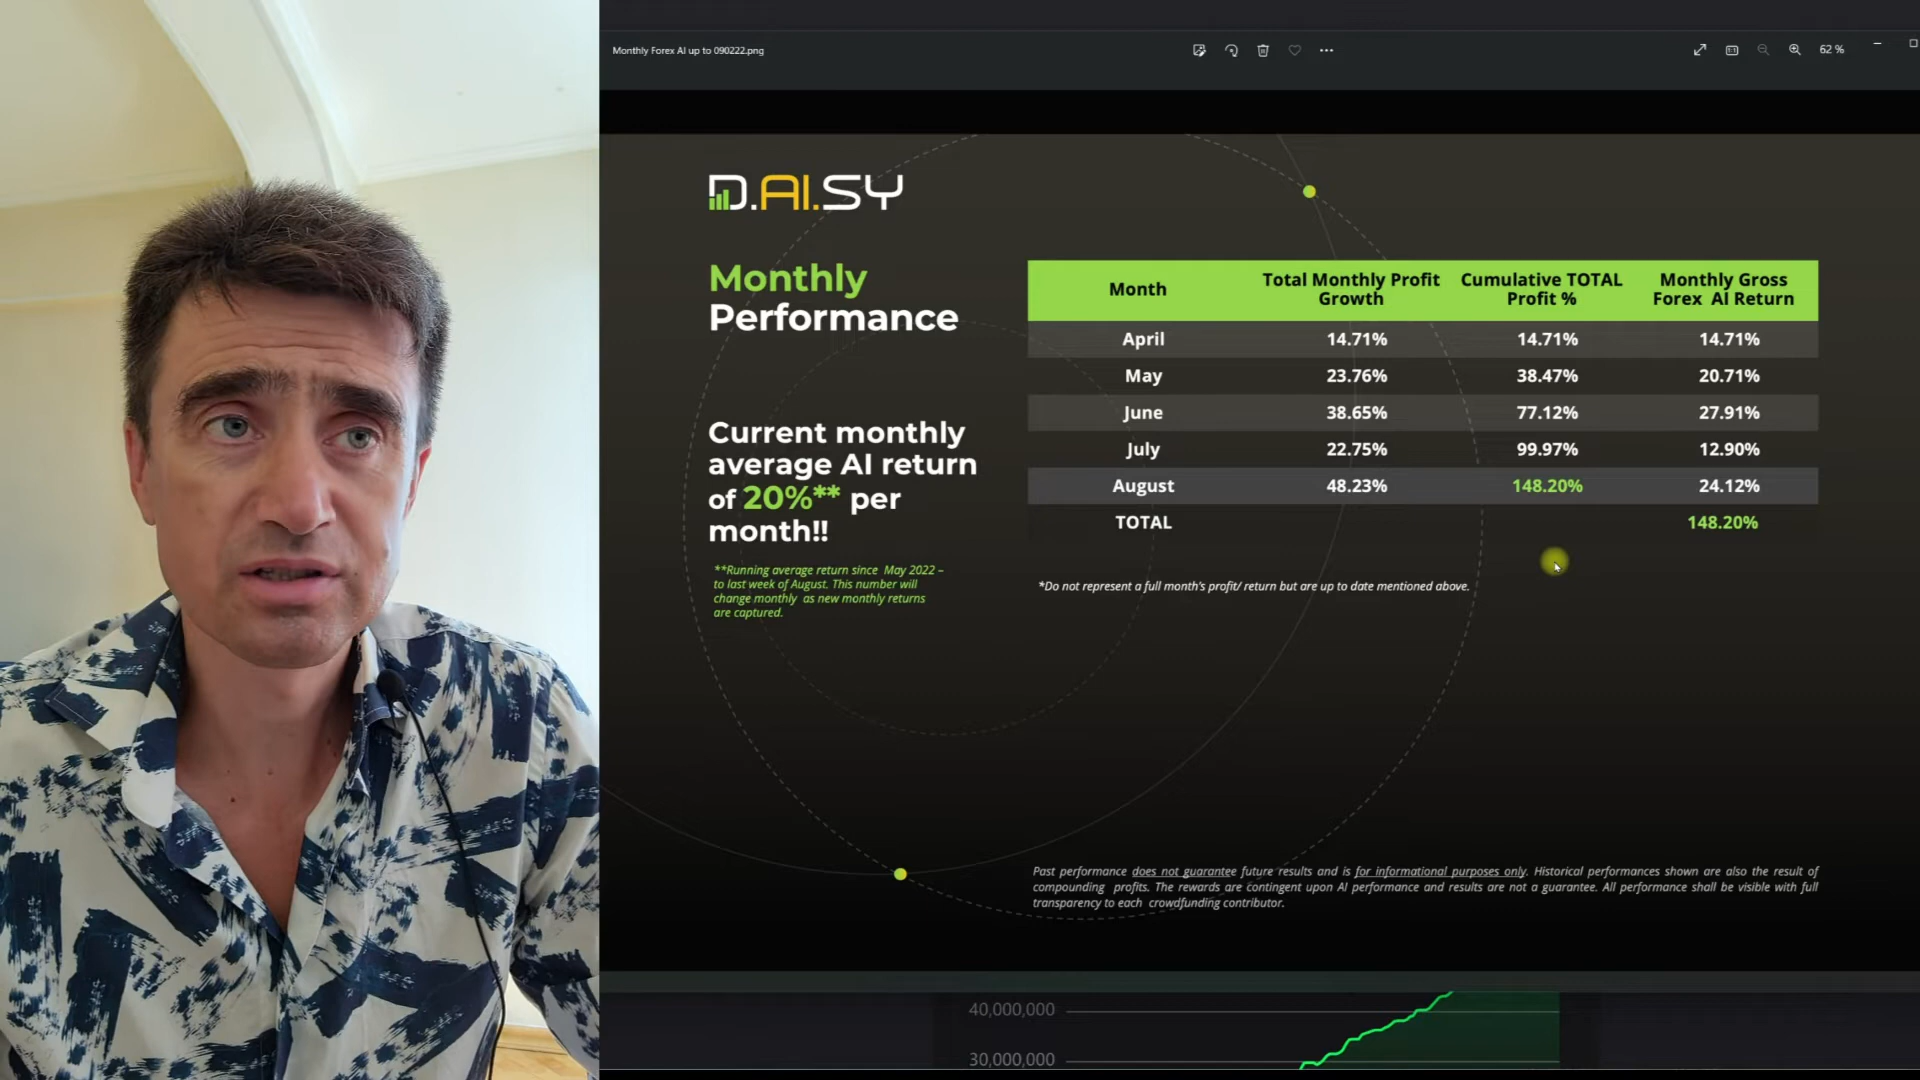 Monthly Forex AI up to 090222.png
62 %
D.AI.SY
Monthly
Performance
Current monthly
average AI return
of 20%** per
month!!
**Running average return since May 2022 –
to last week of August. This number will
change monthly as new monthly returns
are captured.
Month Total Monthly Profit Growth Cumulative TOTAL Profit % Monthly Gross Forex AI Return
April 14.71% 14.71% 14.71%
May 23.76% 38.47% 20.71%
June 38.65% 77.12% 27.91%
July 22.75% 99.97% 12.90%
August 48.23% 148.20% 24.12%
TOTAL 148.20%
*Do not represent a full month's profit/ return but are up to date mentioned above.
Past performance does not guarantee future results and is for informational purposes only. Historical performances shown are also the result of
compounding profits. The rewards are contingent upon AI performance and results are not a guarantee. All performance shall be visible with full
transparency to each crowdfunding contributor.
40,000,000
30,000,000